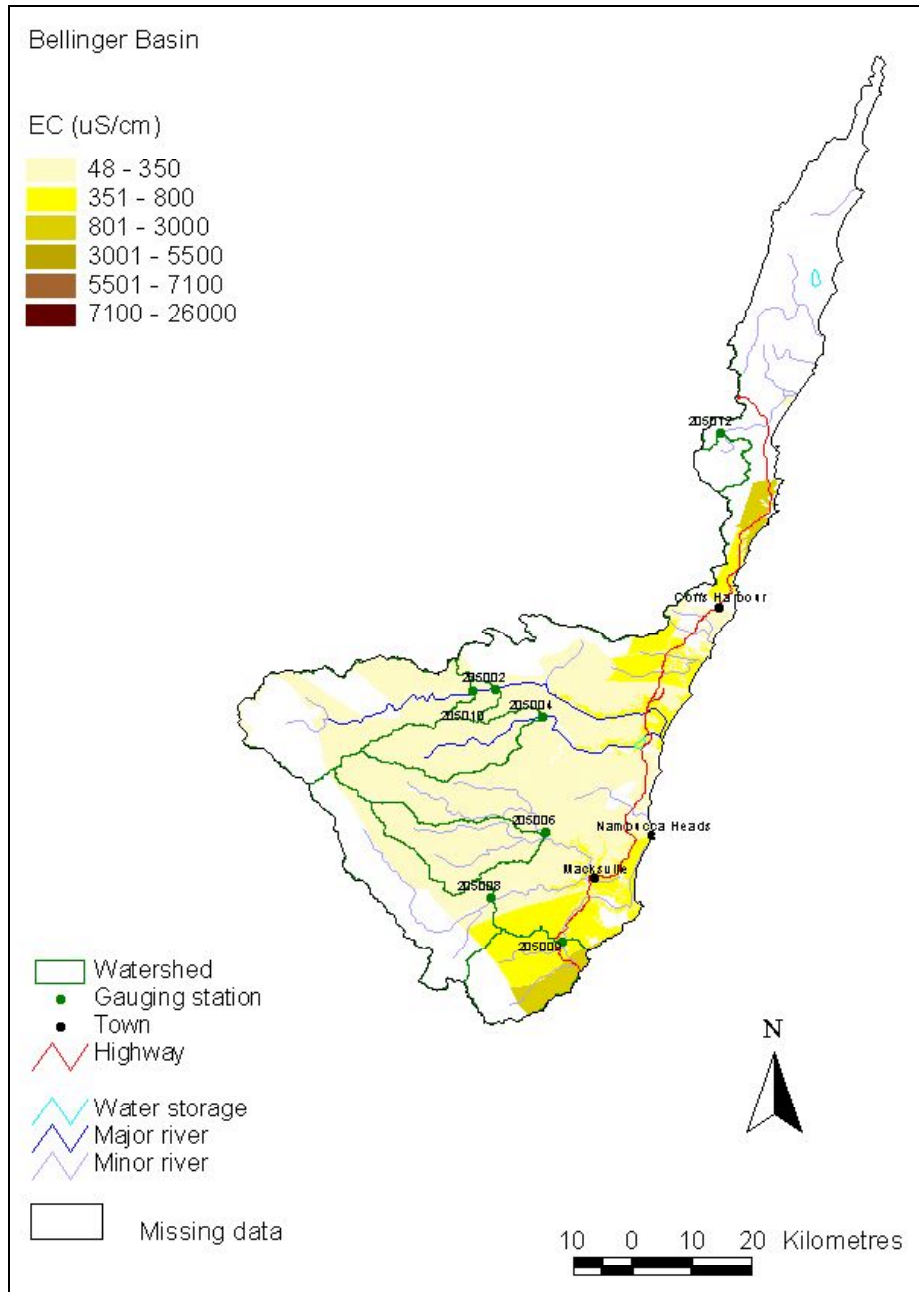 Bellinger Basin
EC (uS/cm)
48 - 350
351 - 800
801 - 3000
3001 - 5500
5501 - 7100
7100 - 26000
205012
Coffs Harbour
205002
205010
205004
205006
Nambucca Heads
Macksville
205008
205009
Watershed
Gauging station
Town
Highway
Water storage
Major river
Minor river
Missing data
N
10 0 10 20 Kilometres